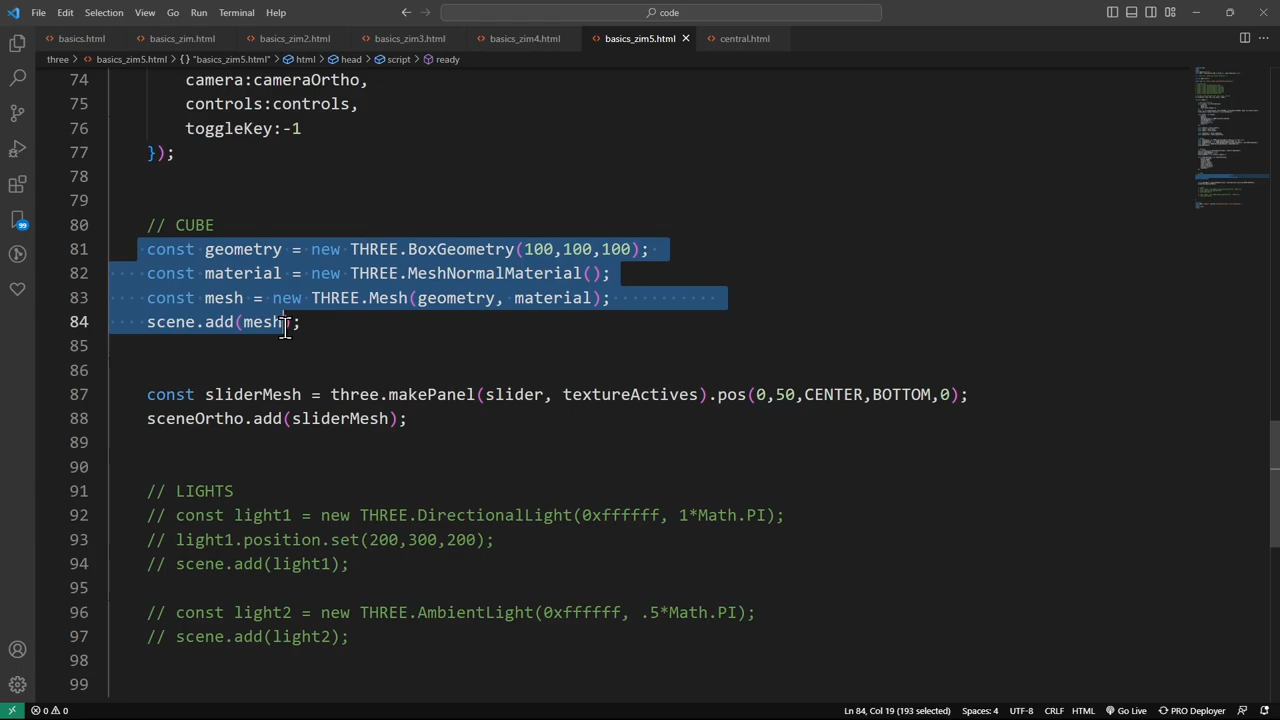 File Edit Selection View Go Run Terminal Help
code
basics.html basics_zim.html basics_zim2.html basics_zim3.html basics_zim4.html basics_zim5.html central.html
three > basics_zim5.html > {} "basics_zim5.html" > html > head > script > ready
74 camera:cameraOrtho,
75 controls:controls,
76 toggleKey:-1
77 });
78
79
80 // CUBE
81 const geometry = new THREE.BoxGeometry(100,100,100);
82 const material = new THREE.MeshNormalMaterial();
83 const mesh = new THREE.Mesh(geometry, material);
84 scene.add(mesh);
85
86
87 const sliderMesh = three.makePanel(slider, textureActives).pos(0,50,CENTER,BOTTOM,0);
88 sceneOrtho.add(sliderMesh);
89
90
91 // LIGHTS
92 // const light1 = new THREE.DirectionalLight(0xffffff, 1*Math.PI);
93 // light1.position.set(200,300,200);
94 // scene.add(light1);
95
96 // const light2 = new THREE.AmbientLight(0xffffff, .5*Math.PI);
97 // scene.add(light2);
98
99
99
0 0 Ln 84, Col 19 (193 selected) Spaces: 4 UTF-8 CRLF HTML Go Live PRO Deployer